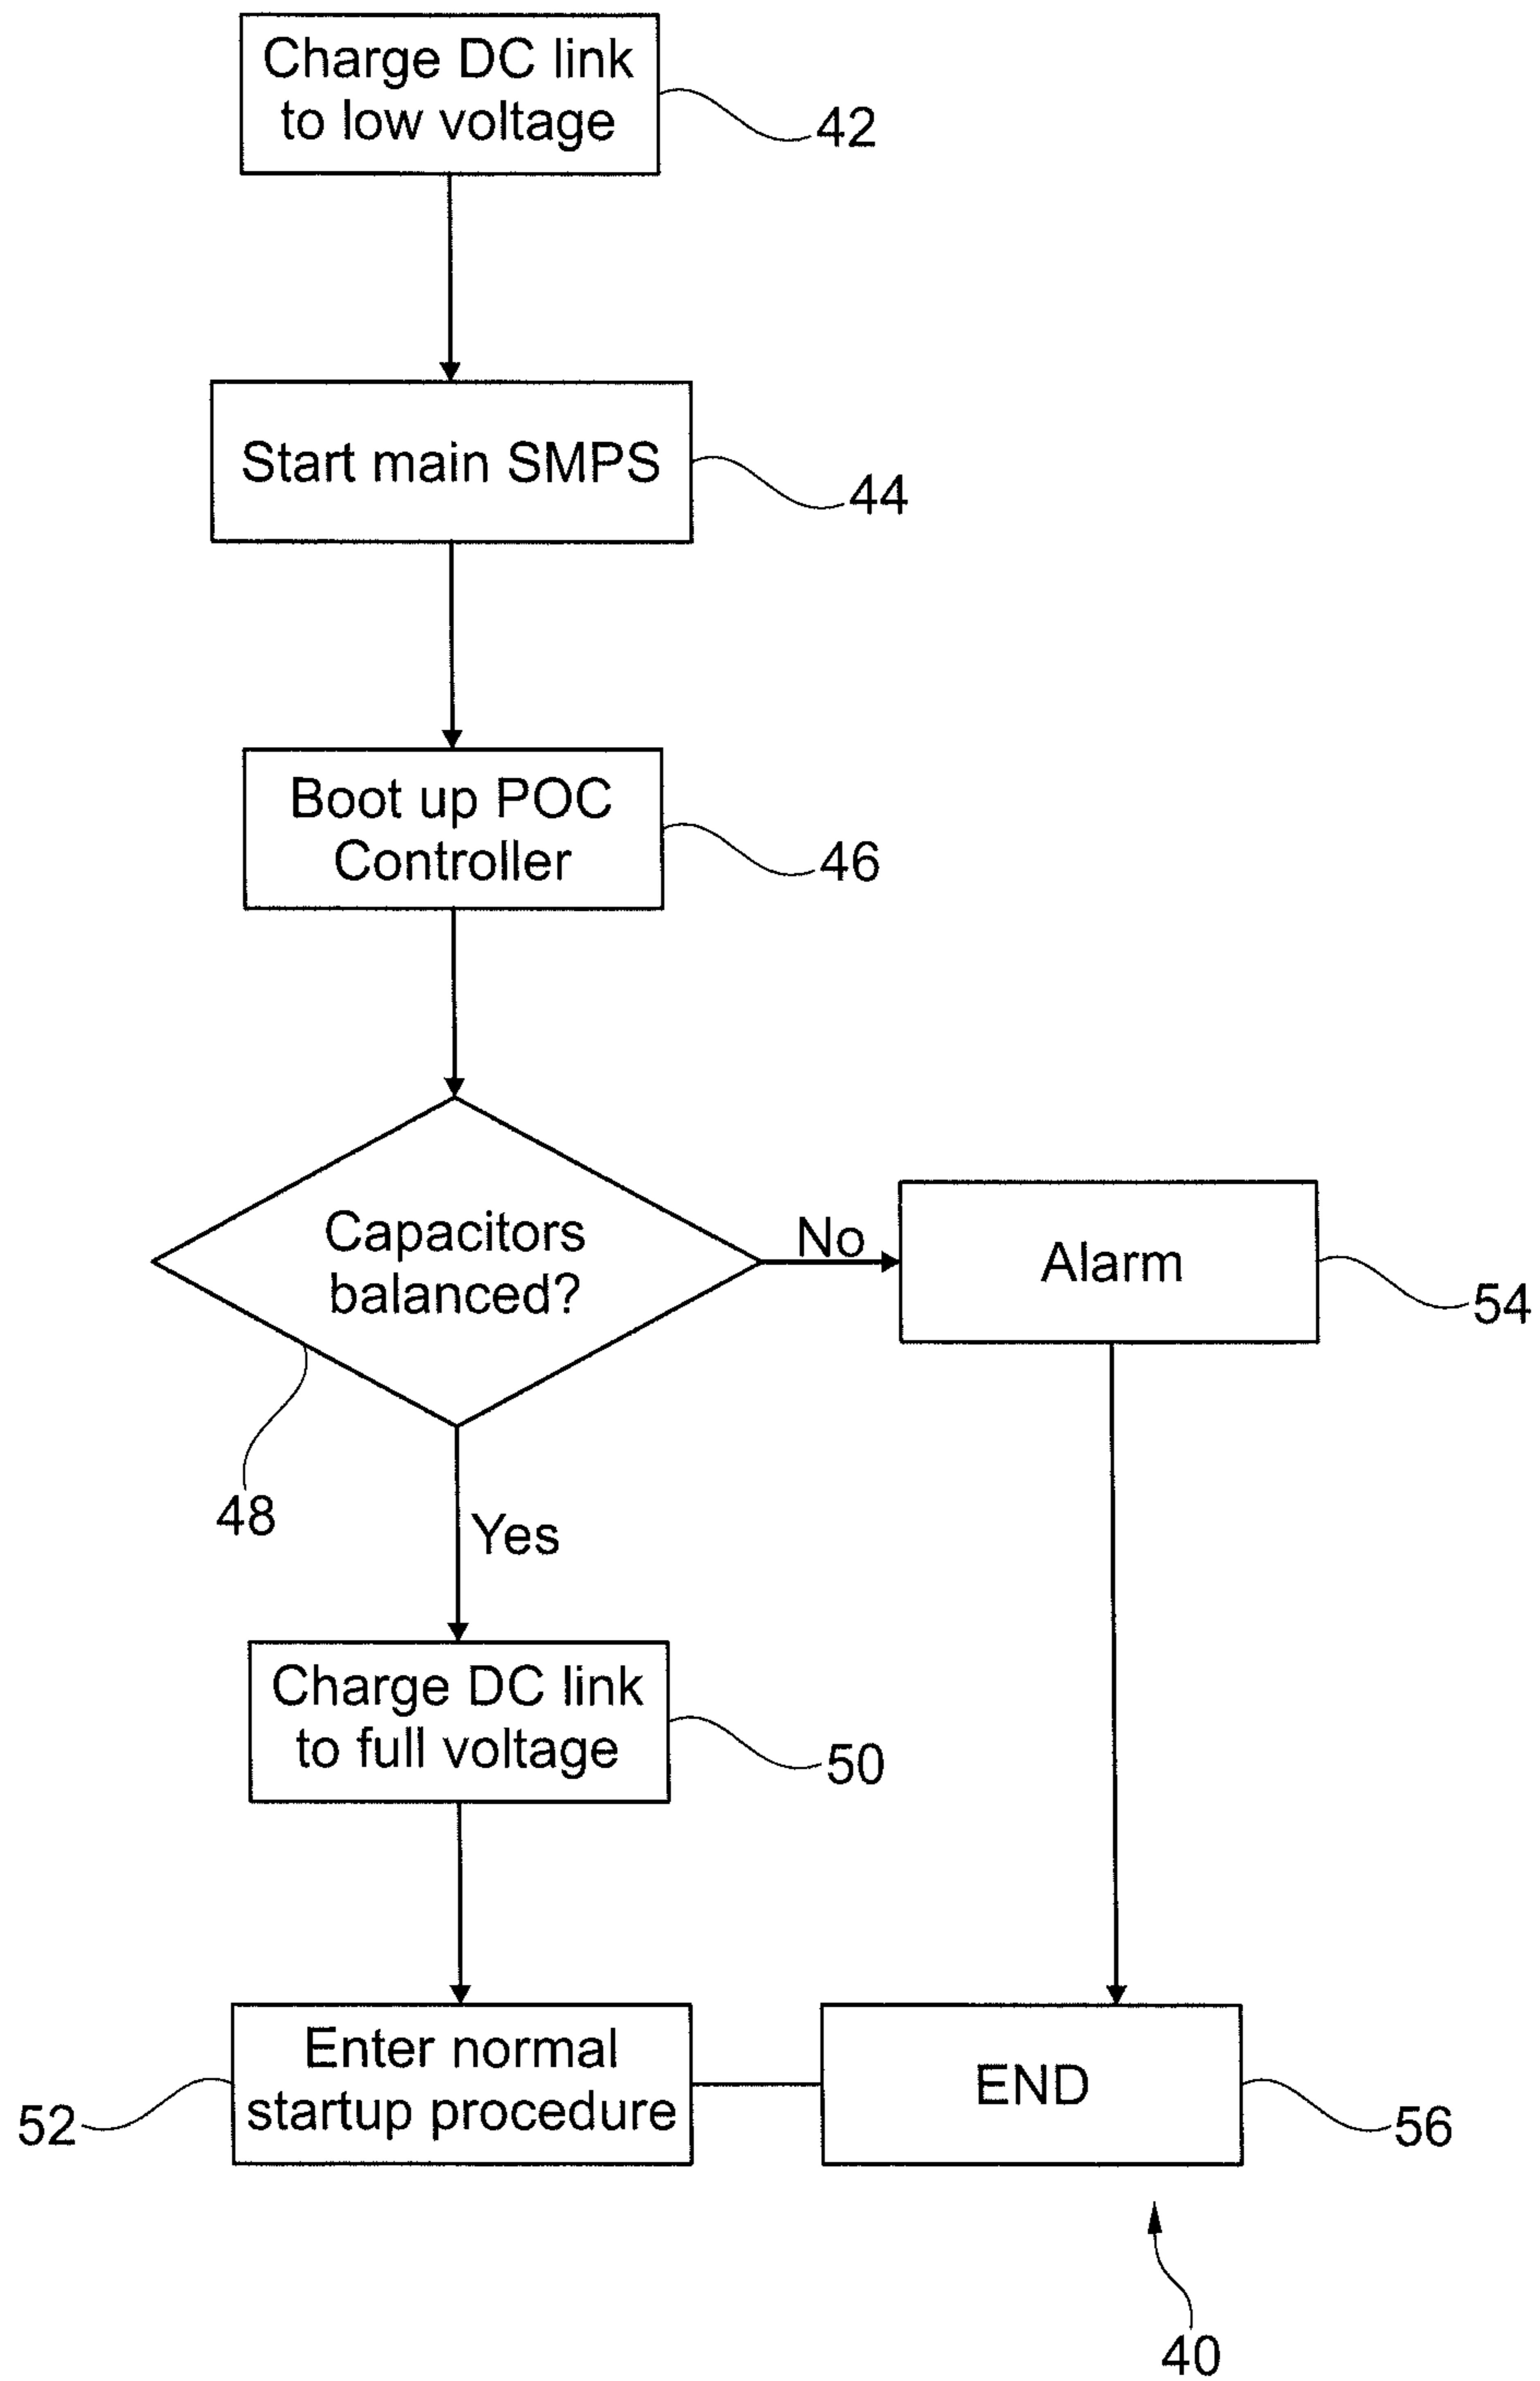 Charge DC link
to low voltage
42
Start main SMPS
44
Boot up POC
Controller
46
Capacitors
balanced?
No
Alarm
54
48
Yes
Charge DC link
to full voltage
50
Enter normal
startup procedure
52
END
56
40